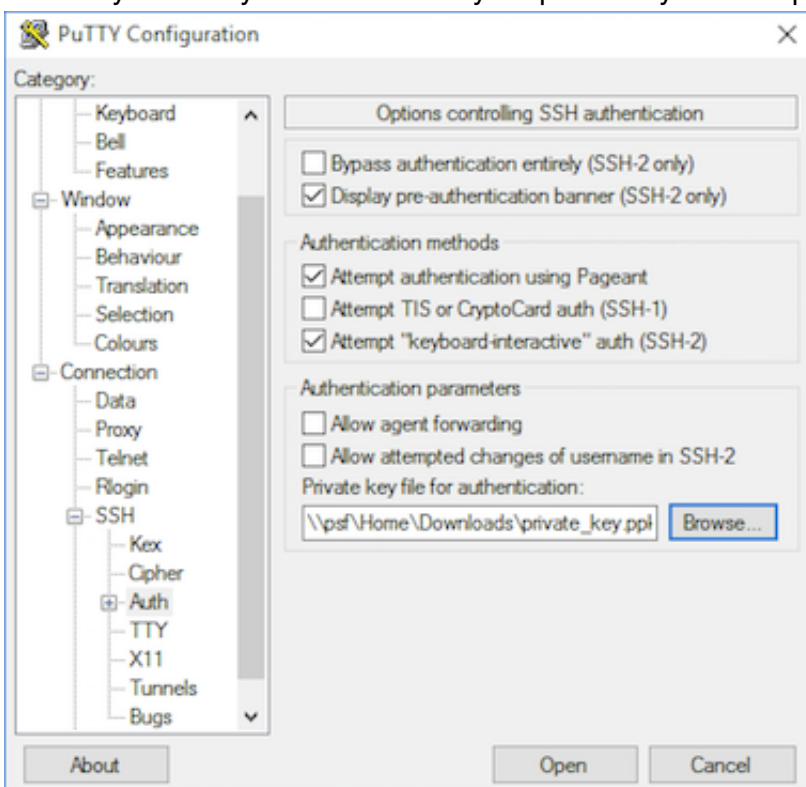 PuTTY Configuration
Category:
Keyboard
Bell
Features
Window
Appearance
Behaviour
Translation
Selection
Colours
Connection
Data
Proxy
Telnet
Rlogin
SSH
Kex
Cipher
Auth
TTY
X11
Tunnels
Bugs
Options controlling SSH authentication
Bypass authentication entirely (SSH-2 only)
Display pre-authentication banner (SSH-2 only)
Authentication methods
Attempt authentication using Pageant
Attempt TIS or CryptoCard auth (SSH-1)
Attempt "keyboard-interactive" auth (SSH-2)
Authentication parameters
Allow agent forwarding
Allow attempted changes of username in SSH-2
Private key file for authentication:
\\psf\Home\Downloads\private_key.ppk
Browse...
About
Open
Cancel